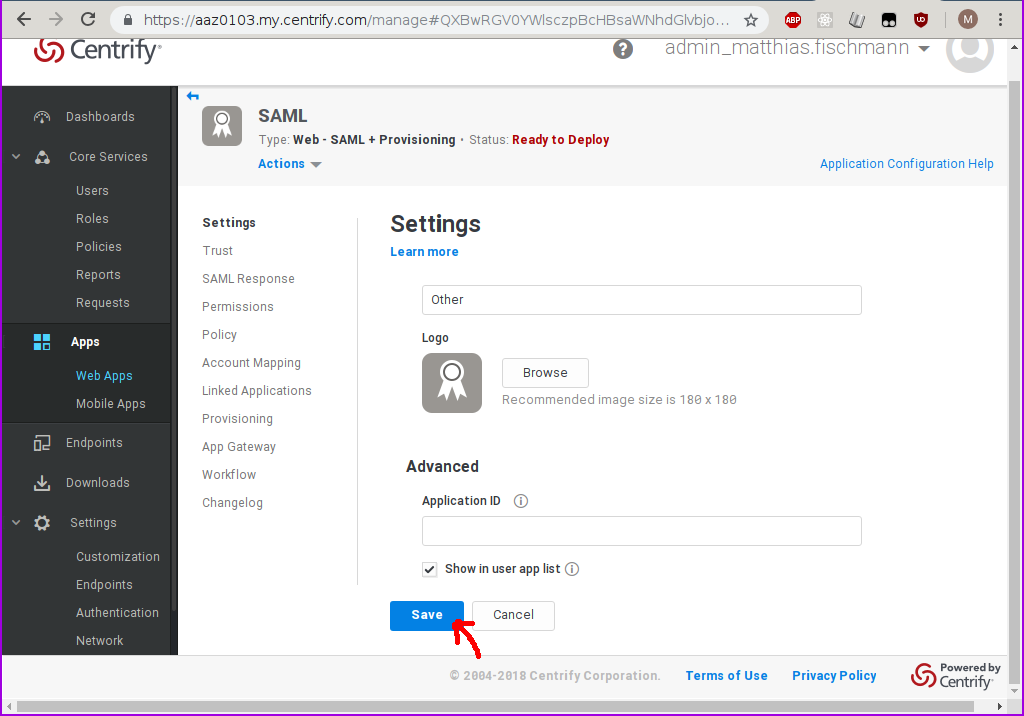 https://aaz0103.my.centrify.com/manage#QXBwRGV0YWlsczpBcHBsaWNhdGlvbjo...
ABP
M
Centrify
?
admin_matthias.fischmann
Dashboards
Core Services
Users
Roles
Policies
Reports
Requests
Apps
Web Apps
Mobile Apps
Endpoints
Downloads
Settings
Customization
Endpoints
Authentication
Network
SAML
Type: Web - SAML + Provisioning · Status: Ready to Deploy
Actions
Application Configuration Help
Settings
Trust
SAML Response
Permissions
Policy
Account Mapping
Linked Applications
Provisioning
App Gateway
Workflow
Changelog
Settings
Learn more
Other
Logo
Browse
Recommended image size is 180 x 180
Advanced
Application ID
Show in user app list
Save
Cancel
© 2004-2018 Centrify Corporation.
Terms of Use
Privacy Policy
Powered by
Centrify